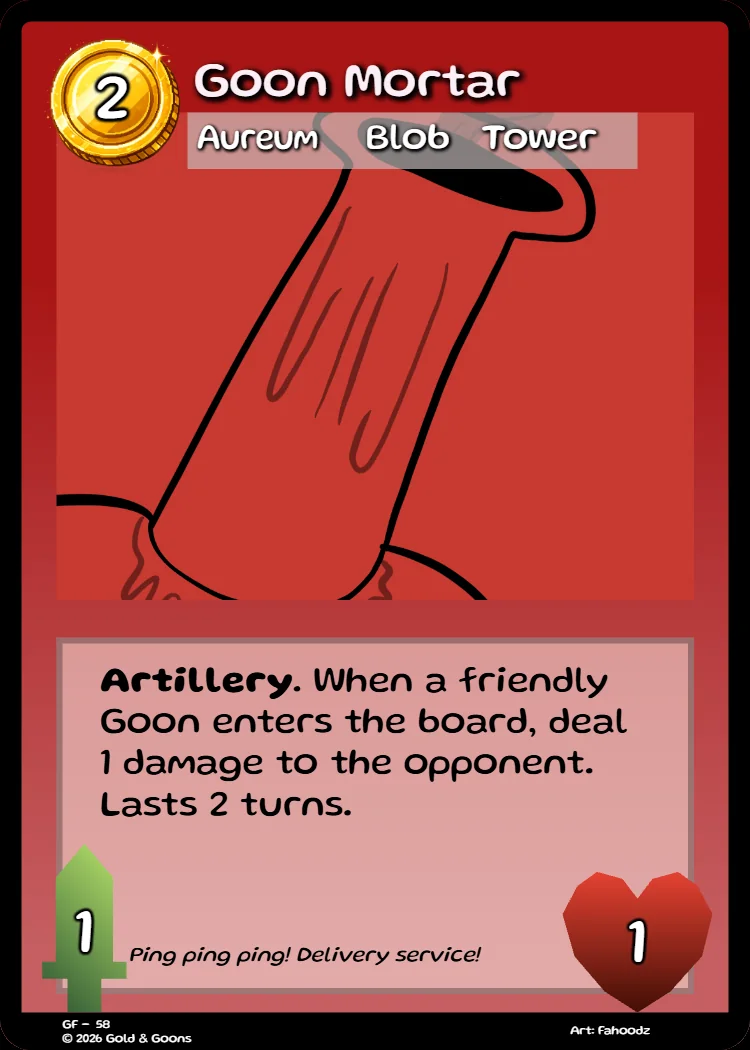 2
Goon Mortar
Aureum Blob Tower
Artillery. When a friendly
Goon enters the board, deal
1 damage to the opponent.
Lasts 2 turns.
1
Ping ping ping! Delivery service!
1
GF - 58
© 2026 Gold & Goons
Art: Fahoodz